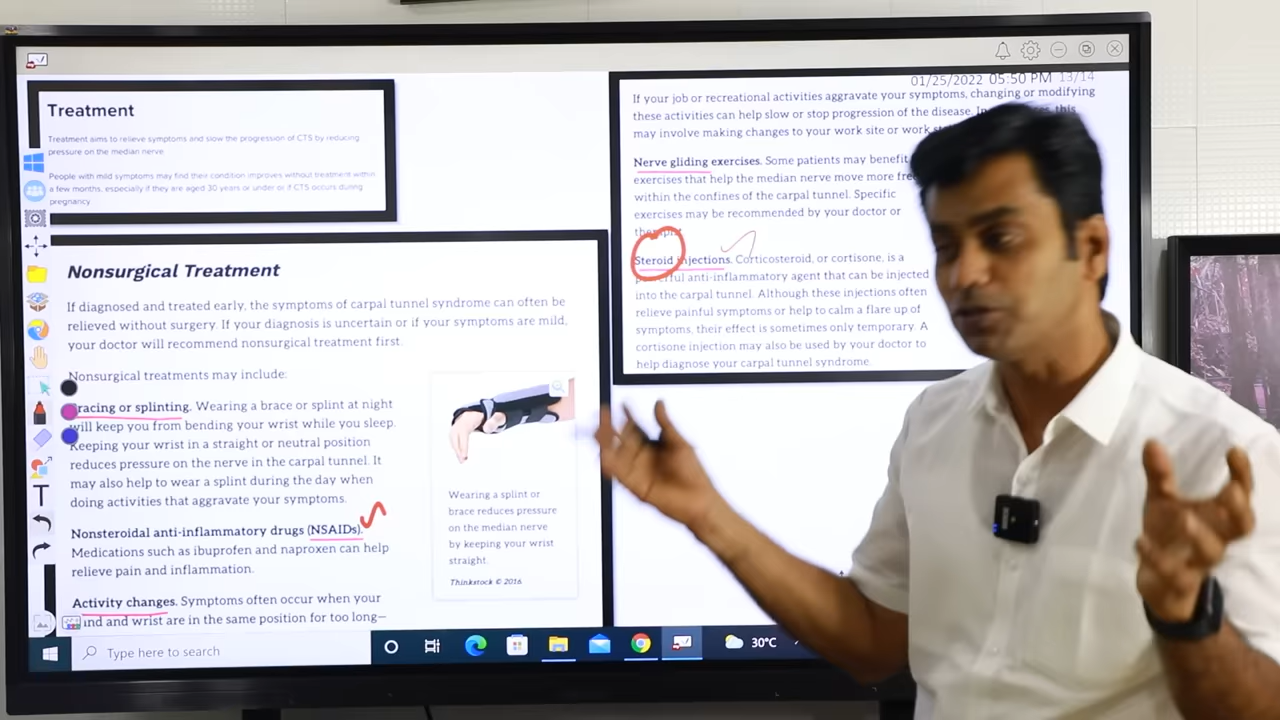 Treatment
Treatment aims to relieve symptoms and slow the progression of CTS by reducing
pressure on the median nerve
People with mild symptoms may find their condition improves without treatment within
a few months, especially if they are aged 30 years or under or if CTS occurs during
pregnancy
Nonsurgical Treatment
If diagnosed and treated early, the symptoms of carpal tunnel syndrome can often be
relieved without surgery. If your diagnosis is uncertain or if your symptoms are mild,
your doctor will recommend nonsurgical treatment first.
Nonsurgical treatments may include:
racing or splinting. Wearing a brace or splint at night
will keep you from bending your wrist while you sleep.
Keeping your wrist in a straight or neutral position
reduces pressure on the nerve in the carpal tunnel. It
may also help to wear a splint during the day when
doing activities that aggravate your symptoms.
Nonsteroidal anti-inflammatory drugs (NSAIDs).
Medications such as ibuprofen and naproxen can help
relieve pain and inflammation.
Activity changes. Symptoms often occur when your
and and wrist are in the same position for too long—
Wearing a splint or
brace reduces pressure
on the median nerve
by keeping your wrist
straight.
Thinkstock © 2016
01/25/2022 05:50 PM 13/14
If your job or recreational activities aggravate your symptoms, changing or modifying
these activities can help slow or stop progression of the disease. In this
may involve making changes to your work site or work
Nerve gliding exercises. Some patients may benefit
exercises that help the median nerve move more
within the confines of the carpal tunnel. Specific
exercises may be recommended by your doctor or
therapist
Steroid injections. Corticosteroid, or cortisone, is a
powerful anti-inflammatory agent that can be injected
into the carpal tunnel. Although these injections often
relieve painful symptoms or help to calm a flare up of
symptoms, their effect is sometimes only temporary. A
cortisone injection may also be used by your doctor to
help diagnose your carpal tunnel syndrome
Type here to search
30°C